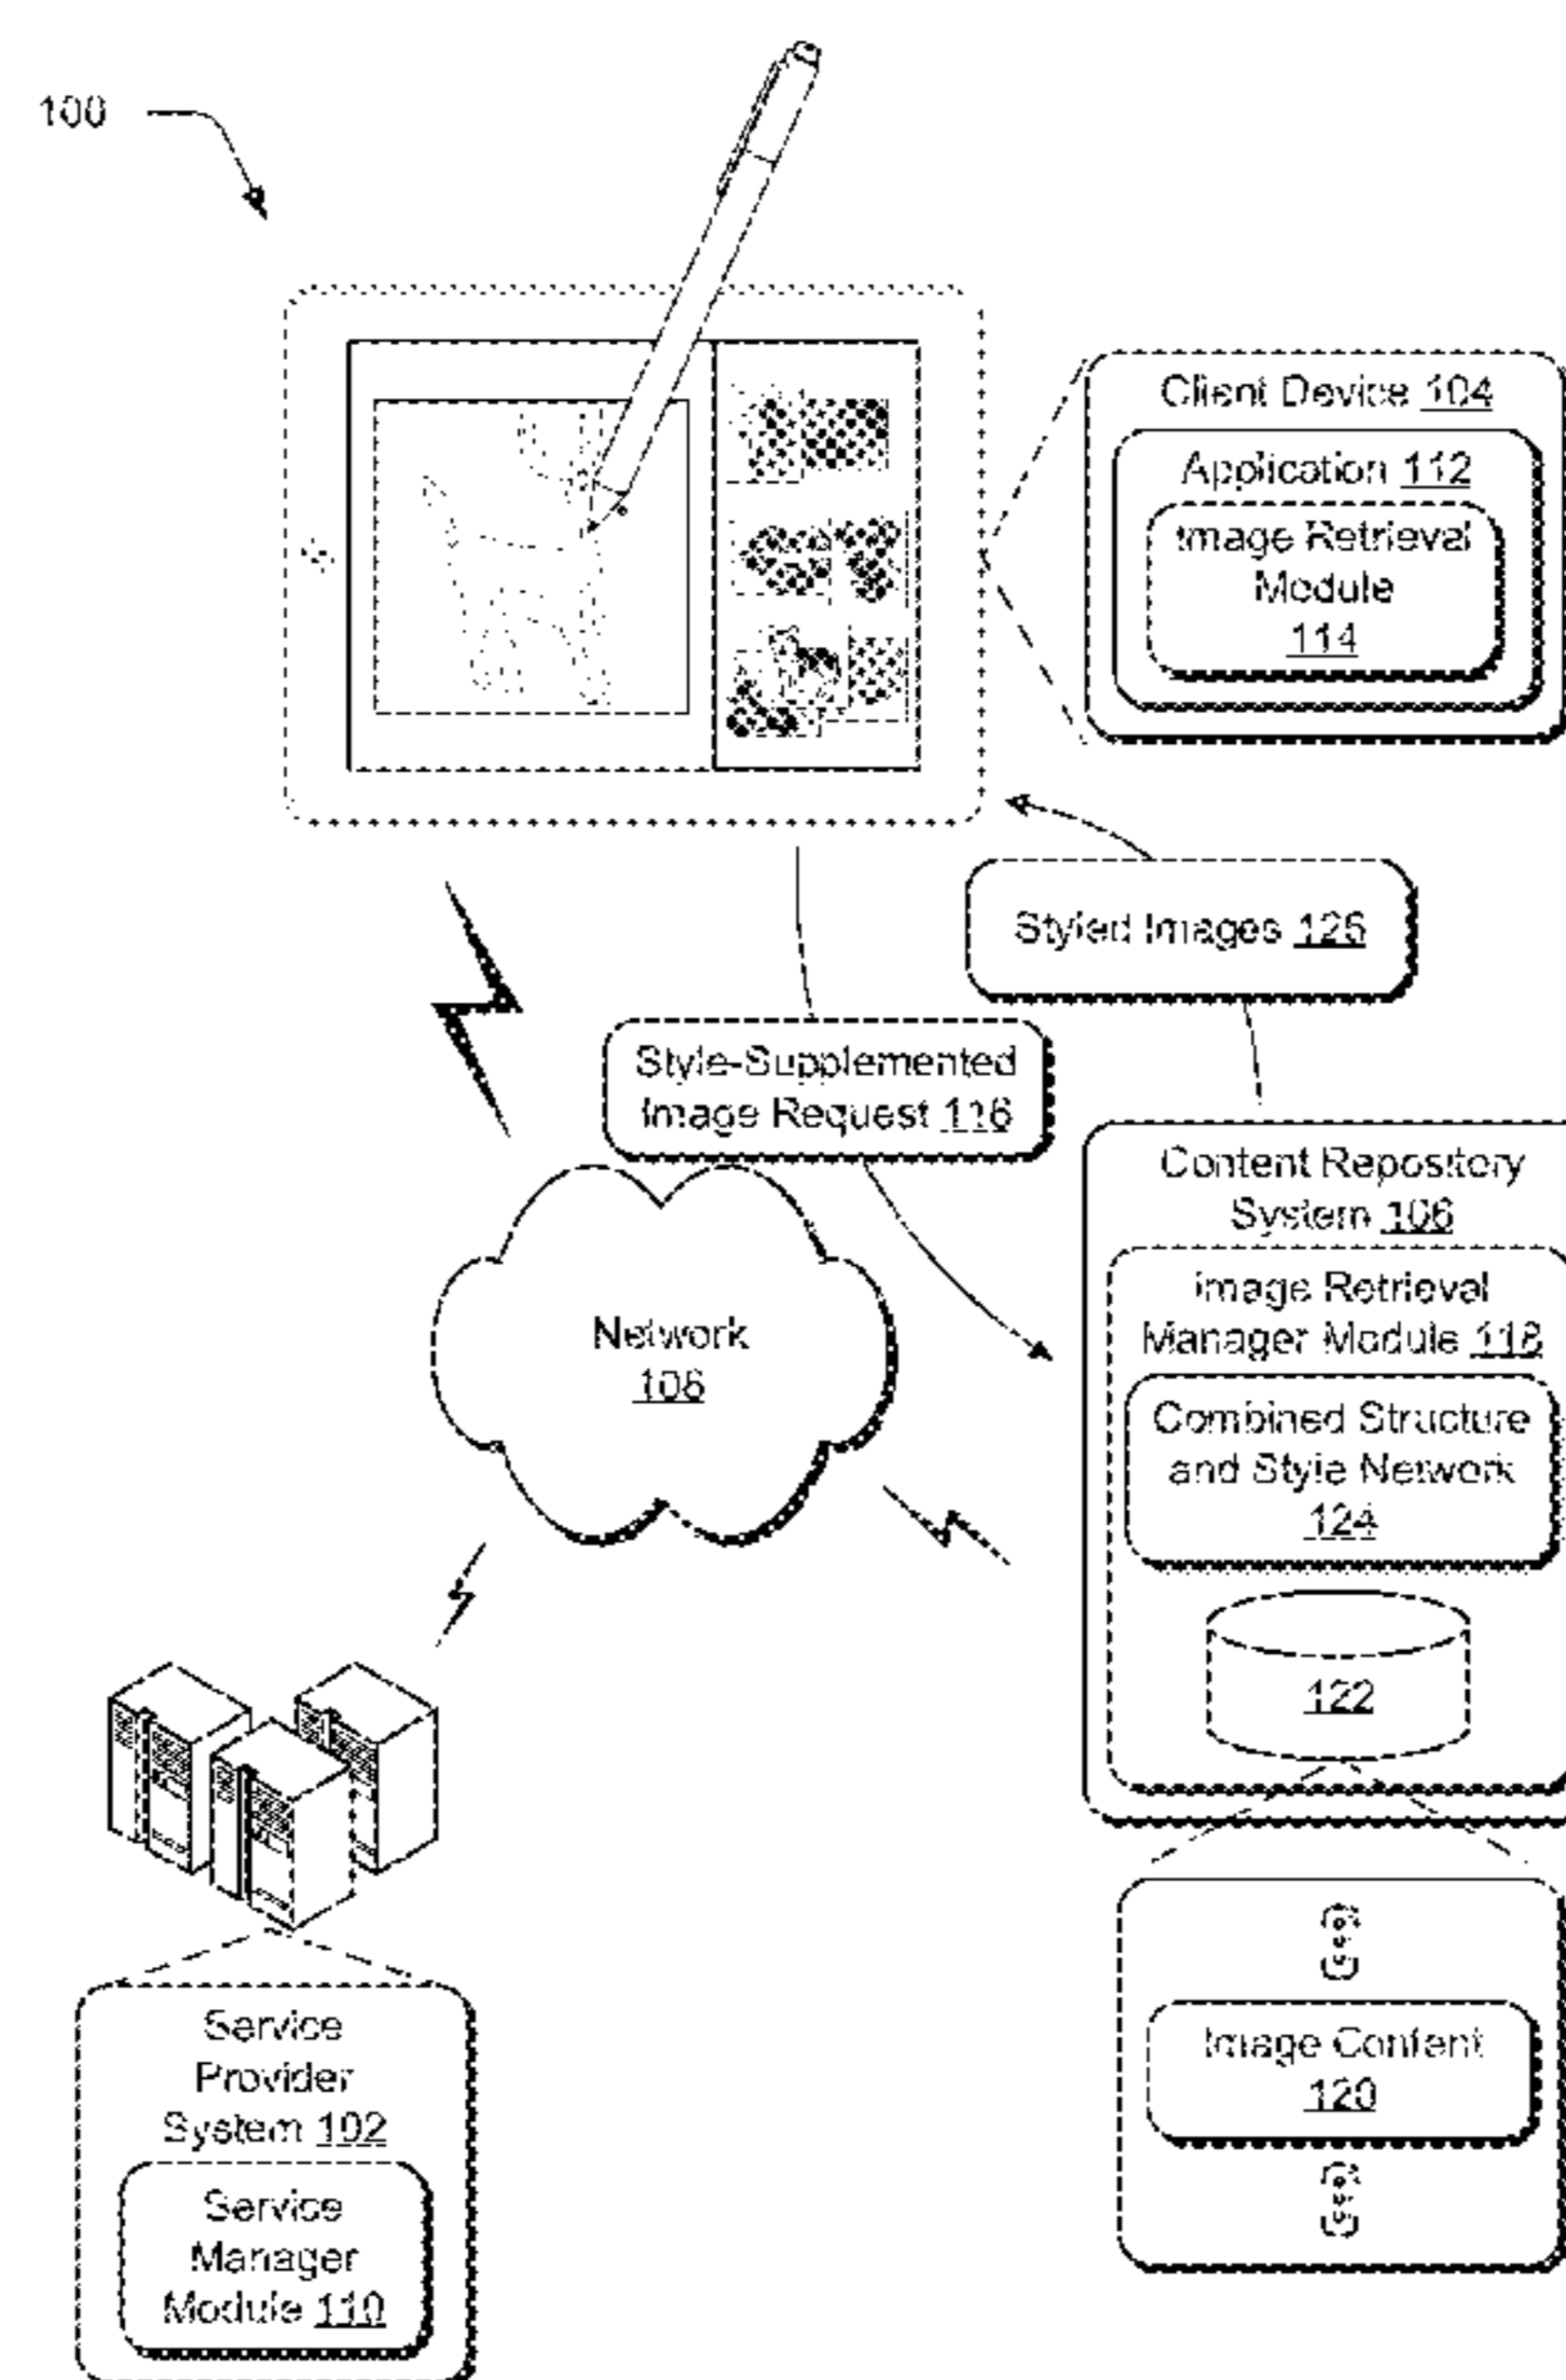 100
Client Device 104
Application 112
Image Retrieval
Module
114
Styled Images 126
Style-Supplemented
Image Request 116
Content Repository
System 106
Image Retrieval
Manager Module 118
Combined Structure
and Style Network
124
122
Network
108
Service
Provider
System 102
Service
Manager
Module 110
Image Content
120